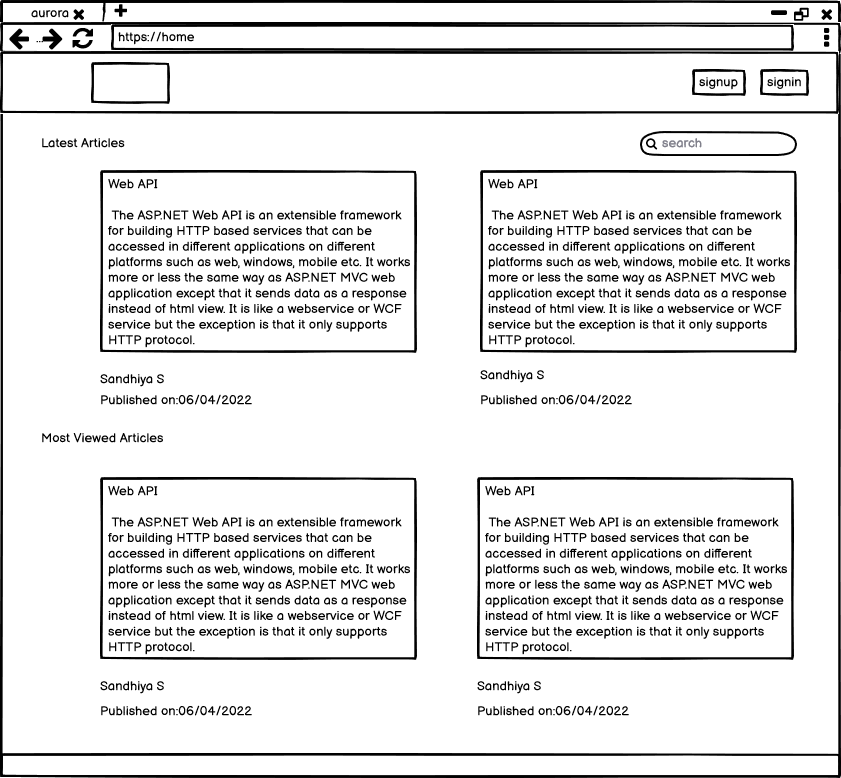 aurora
https://home
signup signin
Latest Articles
search
Web API
The ASP.NET Web API is an extensible framework
for building HTTP based services that can be
accessed in different applications on different
platforms such as web, windows, mobile etc. It works
more or less the same way as ASP.NET MVC web
application except that it sends data as a response
instead of html view. It is like a webservice or WCF
service but the exception is that it only supports
HTTP protocol.
Sandhiya S
Published on:06/04/2022
Web API
The ASP.NET Web API is an extensible framework
for building HTTP based services that can be
accessed in different applications on different
platforms such as web, windows, mobile etc. It works
more or less the same way as ASP.NET MVC web
application except that it sends data as a response
instead of html view. It is like a webservice or WCF
service but the exception is that it only supports
HTTP protocol.
Sandhiya S
Published on:06/04/2022
Most Viewed Articles
Web API
The ASP.NET Web API is an extensible framework
for building HTTP based services that can be
accessed in different applications on different
platforms such as web, windows, mobile etc. It works
more or less the same way as ASP.NET MVC web
application except that it sends data as a response
instead of html view. It is like a webservice or WCF
service but the exception is that it only supports
HTTP protocol.
Sandhiya S
Published on:06/04/2022
Web API
The ASP.NET Web API is an extensible framework
for building HTTP based services that can be
accessed in different applications on different
platforms such as web, windows, mobile etc. It works
more or less the same way as ASP.NET MVC web
application except that it sends data as a response
instead of html view. It is like a webservice or WCF
service but the exception is that it only supports
HTTP protocol.
Sandhiya S
Published on:06/04/2022